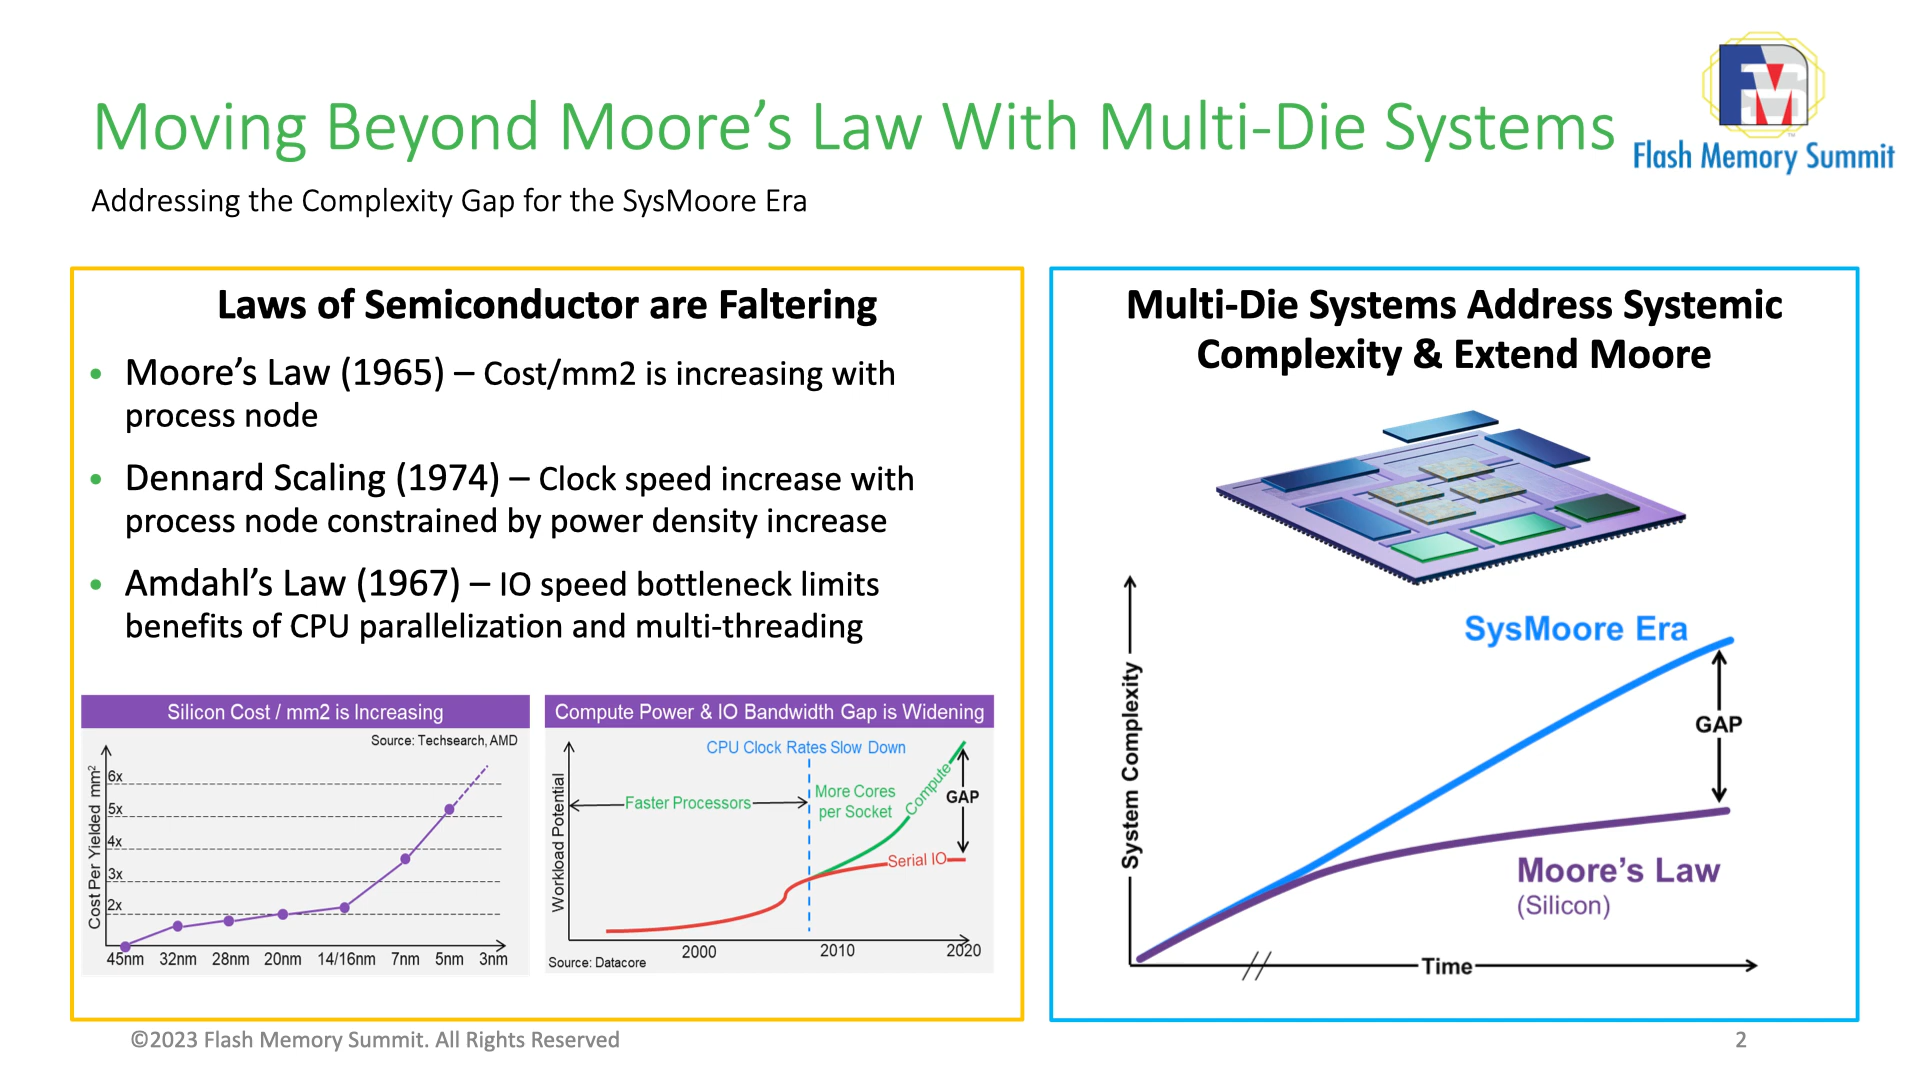 Moving Beyond Moore’s Law With Multi-Die Systems
FMS
™
Flash Memory Summit
Addressing the Complexity Gap for the SysMoore Era
Laws of Semiconductor are Faltering
• Moore’s Law (1965) – Cost/mm2 is increasing with
process node
• Dennard Scaling (1974) – Clock speed increase with
process node constrained by power density increase
• Amdahl’s Law (1967) – IO speed bottleneck limits
benefits of CPU parallelization and multi-threading
Silicon Cost / mm2 is Increasing
Source: Techsearch, AMD
Cost Per Yielded mm²
6x
5x
4x
3x
2x
45nm 32nm 28nm 20nm 14/16nm 7nm 5nm 3nm
Compute Power & IO Bandwidth Gap is Widening
CPU Clock Rates Slow Down
Workload Potential
Faster Processors
More Cores
per Socket
Compute
GAP
Serial IO
2000 2010 2020
Source: Datacore
Multi-Die Systems Address Systemic
Complexity & Extend Moore
System Complexity
SysMoore Era
GAP
Moore’s Law
(Silicon)
Time
©2023 Flash Memory Summit. All Rights Reserved
2